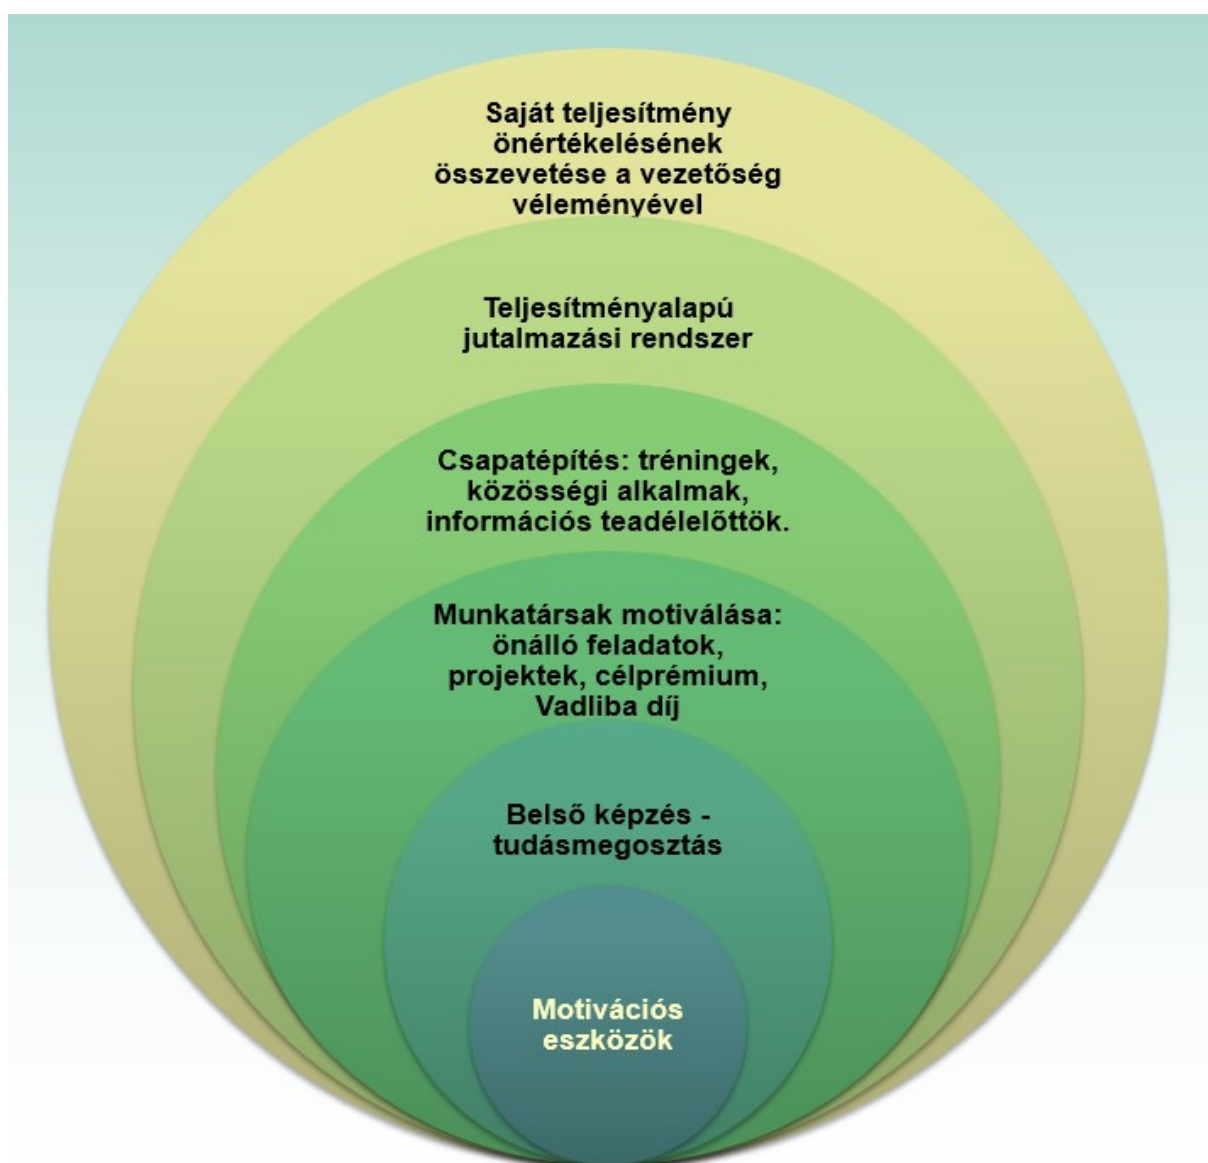 Saját teljesítmény
önértékelésének
összevetése a vezetőség
véleményével
Teljesítményalapú
jutalmazási rendszer
Csapatépítés: tréningek,
közösségi alkalmak,
információs teadélelőttök.
Munkatársak motiválása:
önálló feladatok,
projektek, célprémium,
Vadliba díj
Belső képzés -
tudásmegosztás
Motivációs
eszközök